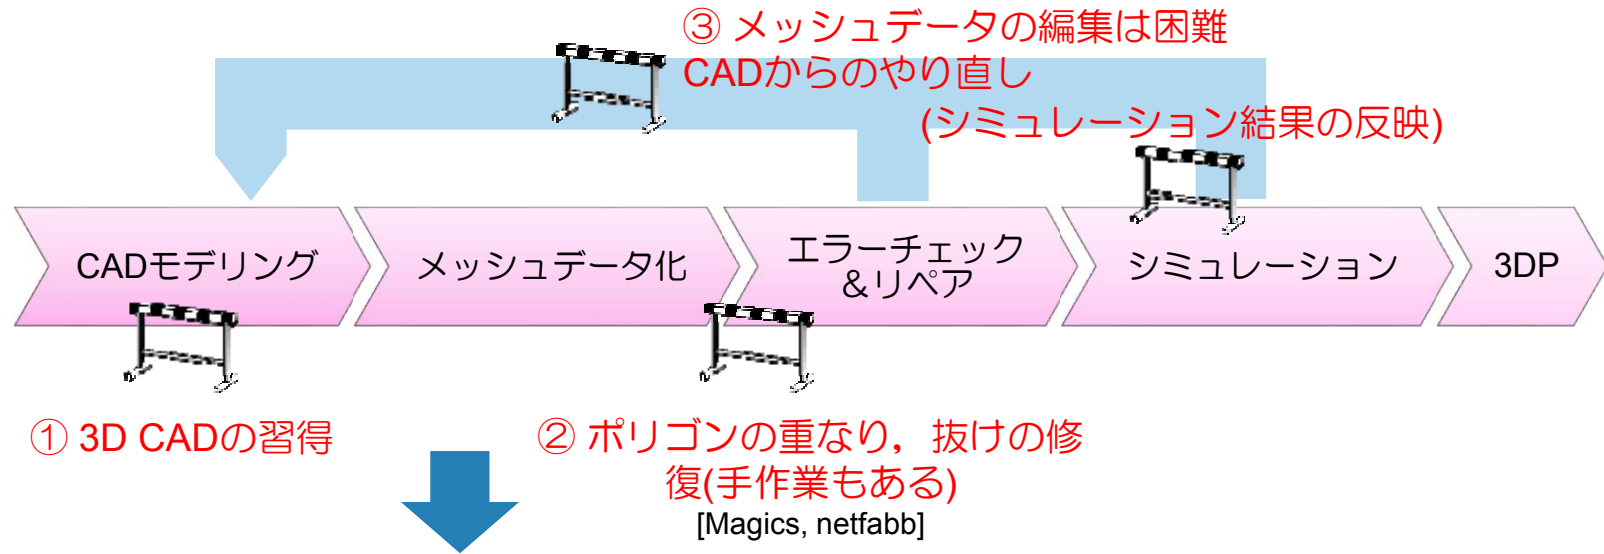 ③ メッシュデータの編集は困難
CADからのやり直し
(シミュレーション結果の反映)
CADモデリング
メッシュデータ化
エラーチェック
&リペア
シミュレーション
3DP
① 3D CADの習得
② ポリゴンの重なり，抜けの修
復(手作業もある)
[Magics, netfabb]